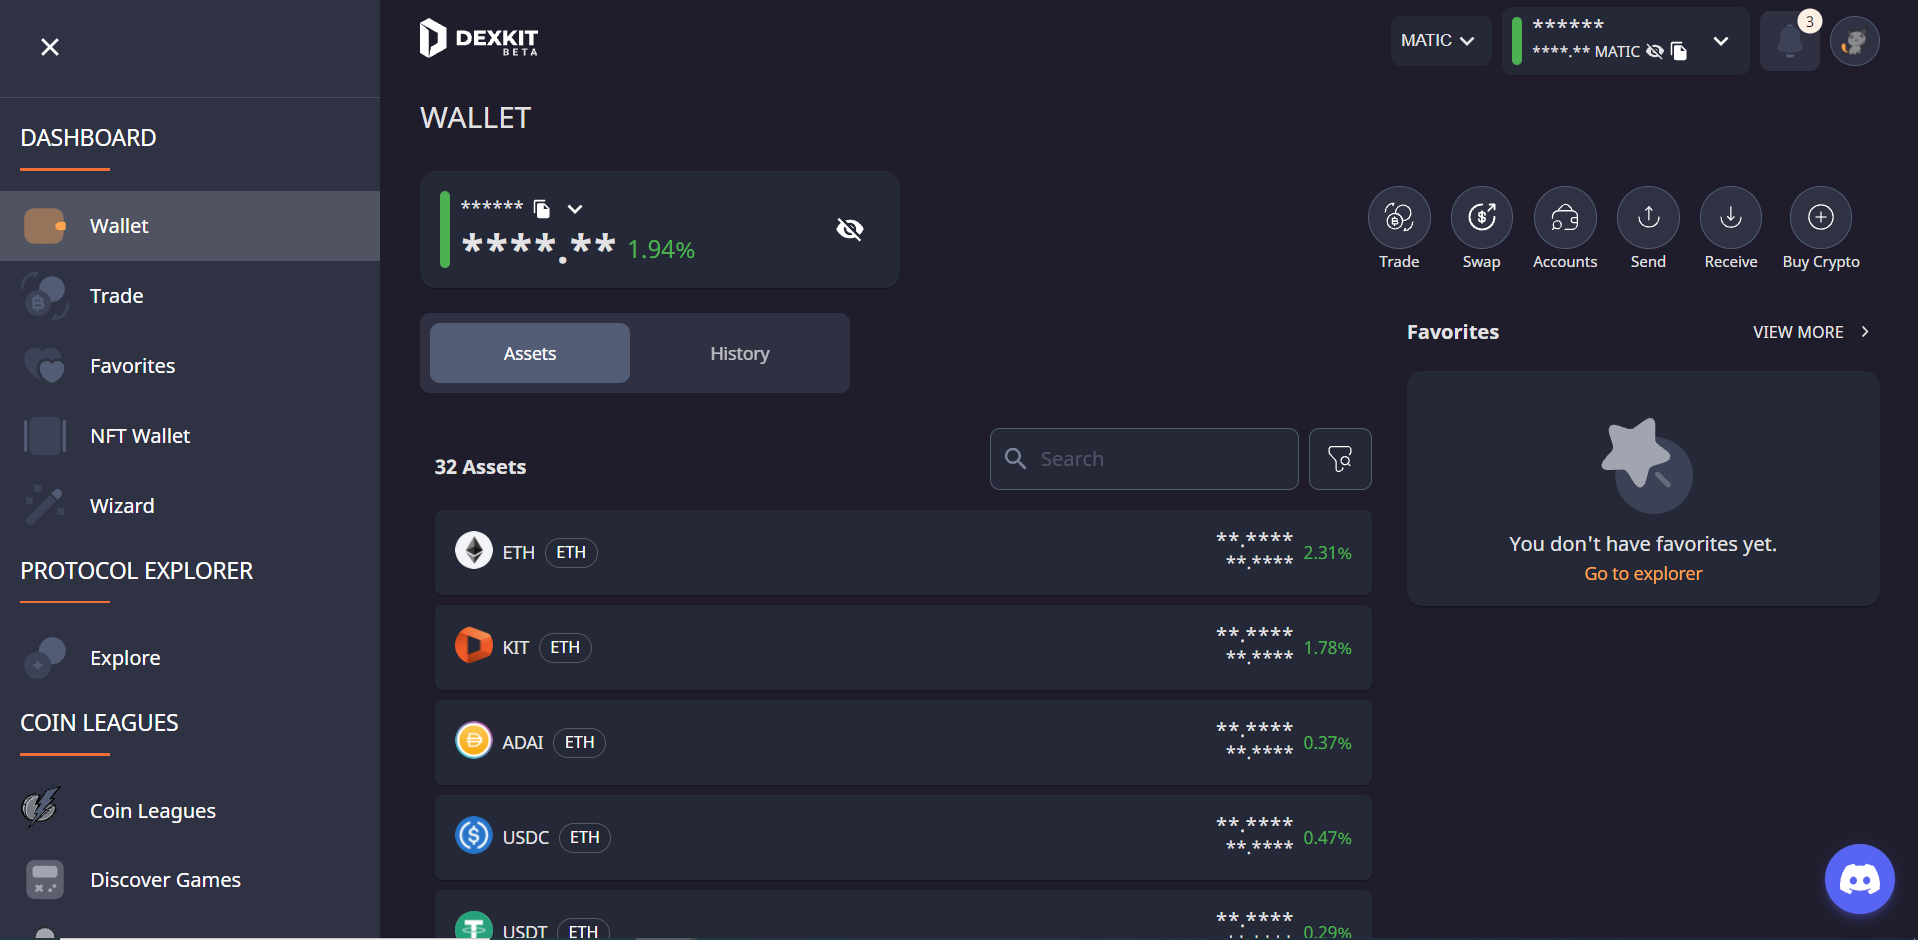 DEXKIT
BETA
MATIC
******
****.** MATIC
3
DASHBOARD
Wallet
Trade
Favorites
NFT Wallet
Wizard
PROTOCOL EXPLORER
Explore
COIN LEAGUES
Coin Leagues
Discover Games
WALLET
******
****.** 1.94%
Trade
Swap
Accounts
Send
Receive
Buy Crypto
Assets
History
32 Assets
Search
ETH ETH
**.****
**.****
2.31%
KIT ETH
**.****
**.****
1.78%
ADAI ETH
**.****
**.****
0.37%
USDC ETH
**.****
**.****
0.47%
USDT ETH
**.****
0.29%
Favorites
VIEW MORE
You don't have favorites yet.
Go to explorer